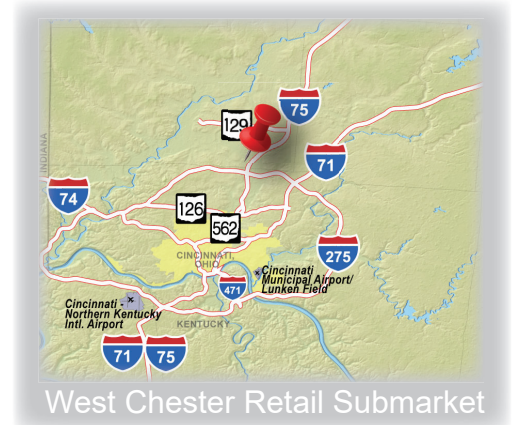 75
129
71
INDIANA
74
126
562
CINCINNATI,
OHIO
275
Cincinnati
Municipal Airport/
Lunken Field
471
Cincinnati -
Northern Kentucky
Intl. Airport
KENTUCKY
71
75
West Chester Retail Submarket